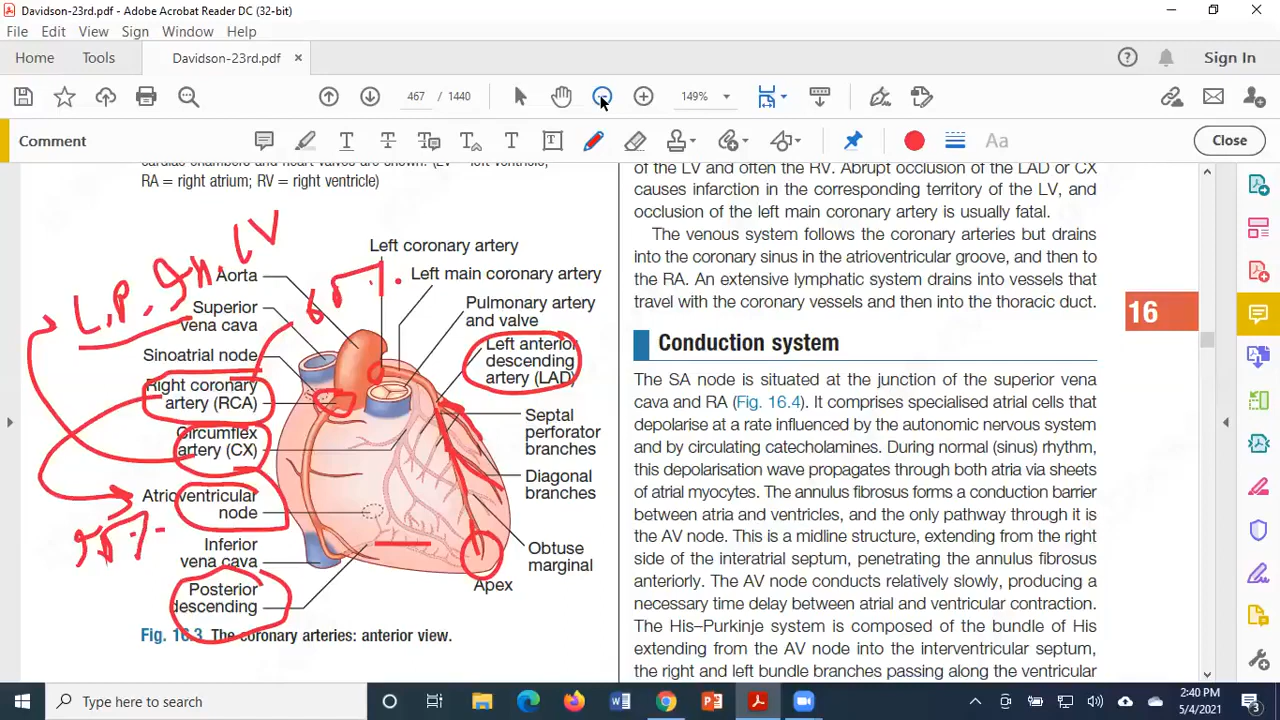 Davidson-23rd.pdf - Adobe Acrobat Reader DC (32-bit)
File Edit View Sign Window Help
Home Tools Davidson-23rd.pdf × Sign In
467 / 1440 149%
Comment Close
RA = right atrium; RV = right ventricle)
L.P. In. LV
65%.
Left coronary artery
Aorta
Left main coronary artery
Superior
vena cava
Pulmonary artery
and valve
Sinoatrial node
Left anterior
descending
artery (LAD)
Right coronary
artery (RCA)
Septal
perforator
branches
Circumflex
artery (CX)
Diagonal
branches
Atrioventricular
node
Inferior
vena cava
Obtuse
marginal
Posterior
descending
Apex
Fig. 16.3 The coronary arteries: anterior view.
of the LV and often the RV. Abrupt occlusion of the LAD or CX
causes infarction in the corresponding territory of the LV, and
occlusion of the left main coronary artery is usually fatal.
The venous system follows the coronary arteries but drains
into the coronary sinus in the atrioventricular groove, and then to
the RA. An extensive lymphatic system drains into vessels that
travel with the coronary vessels and then into the thoracic duct.
16
Conduction system
The SA node is situated at the junction of the superior vena
cava and RA (Fig. 16.4). It comprises specialised atrial cells that
depolarise at a rate influenced by the autonomic nervous system
and by circulating catecholamines. During normal (sinus) rhythm,
this depolarisation wave propagates through both atria via sheets
of atrial myocytes. The annulus fibrosus forms a conduction barrier
between atria and ventricles, and the only pathway through it is
the AV node. This is a midline structure, extending from the right
side of the interatrial septum, penetrating the annulus fibrosus
anteriorly. The AV node conducts relatively slowly, producing a
necessary time delay between atrial and ventricular contraction.
The His–Purkinje system is composed of the bundle of His
extending from the AV node into the interventricular septum,
the right and left bundle branches passing along the ventricular
Type here to search
2:40 PM
5/4/2021
3